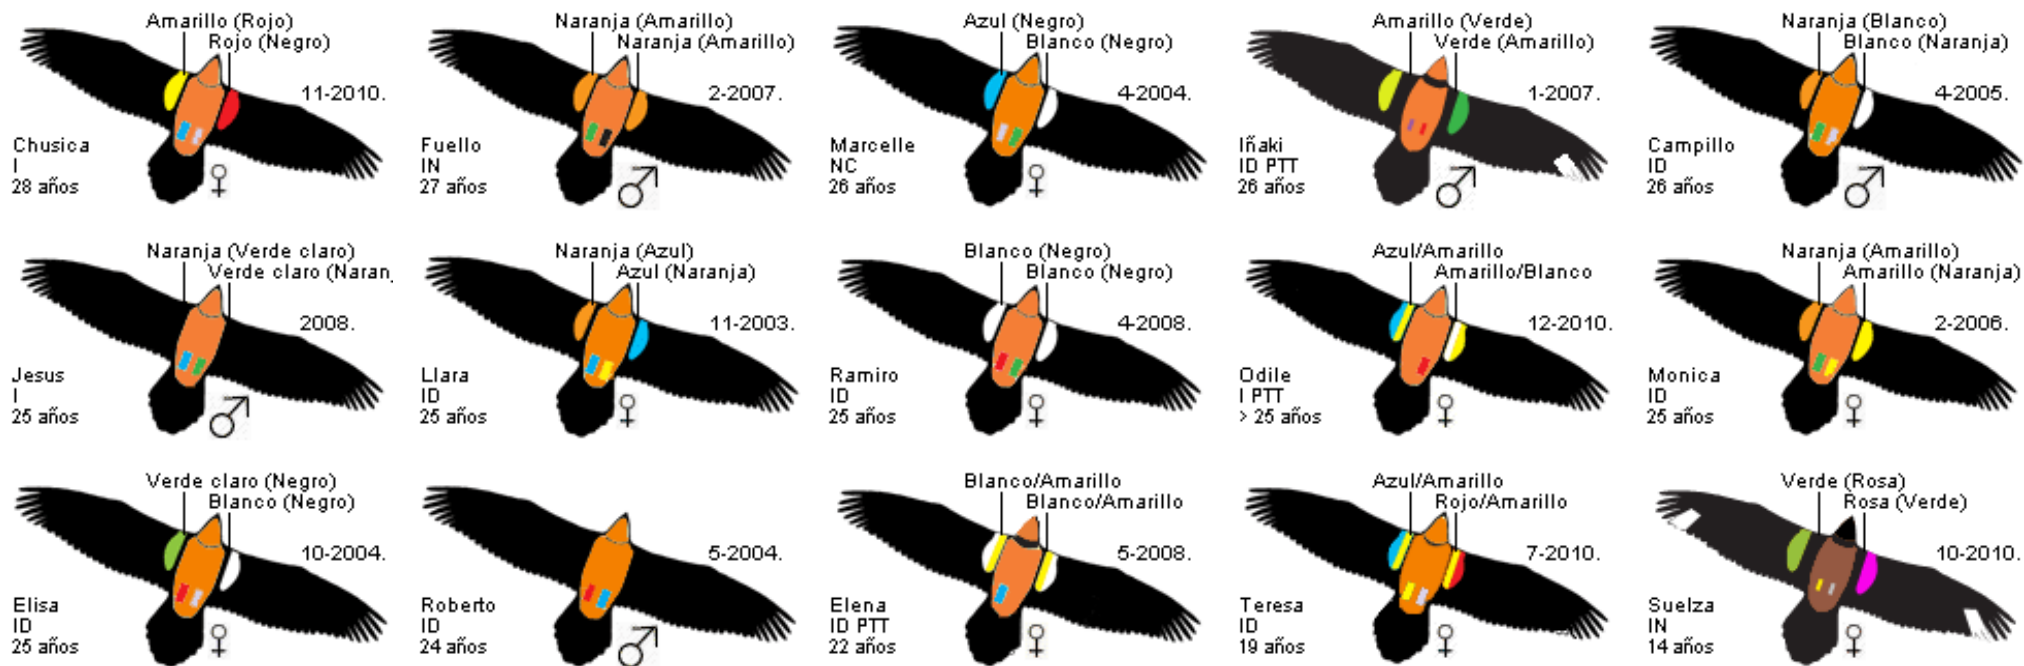 Amarillo (Rojo)
Rojo (Negro)
11-2010.
Chusica
I
28 años
Naranja (Amarillo)
Naranja (Amarillo)
2-2007.
Fuello
IN
27 años
Azul (Negro)
Blanco (Negro)
4-2004.
Marcelle
NC
26 años
Amarillo (Verde)
Verde (Amarillo)
1-2007.
Iñaki
ID PTT
26 años
Naranja (Blanco)
Blanco (Naranja)
4-2005.
Campillo
ID
26 años
Naranja (Verde claro)
Verde claro (Naran
2008.
Jesus
I
25 años
Naranja (Azul)
Azul (Naranja)
11-2003.
Llara
ID
25 años
Blanco (Negro)
Blanco (Negro)
4-2008.
Ramiro
ID
25 años
Azul/Amarillo
Amarillo/Blanco
12-2010.
Odile
I PTT
> 25 años
Naranja (Amarillo)
Amarillo (Naranja)
2-2006.
Monica
ID
25 años
Verde claro (Negro)
Blanco (Negro)
10-2004.
Elisa
ID
25 años
5-2004.
Roberto
ID
24 años
Blanco/Amarillo
Blanco/Amarillo
5-2008.
Elena
ID PTT
22 años
Azul/Amarillo
Rojo/Amarillo
7-2010.
Teresa
ID
19 años
Verde (Rosa)
Rosa (Verde)
10-2010.
Suelza
IN
14 años